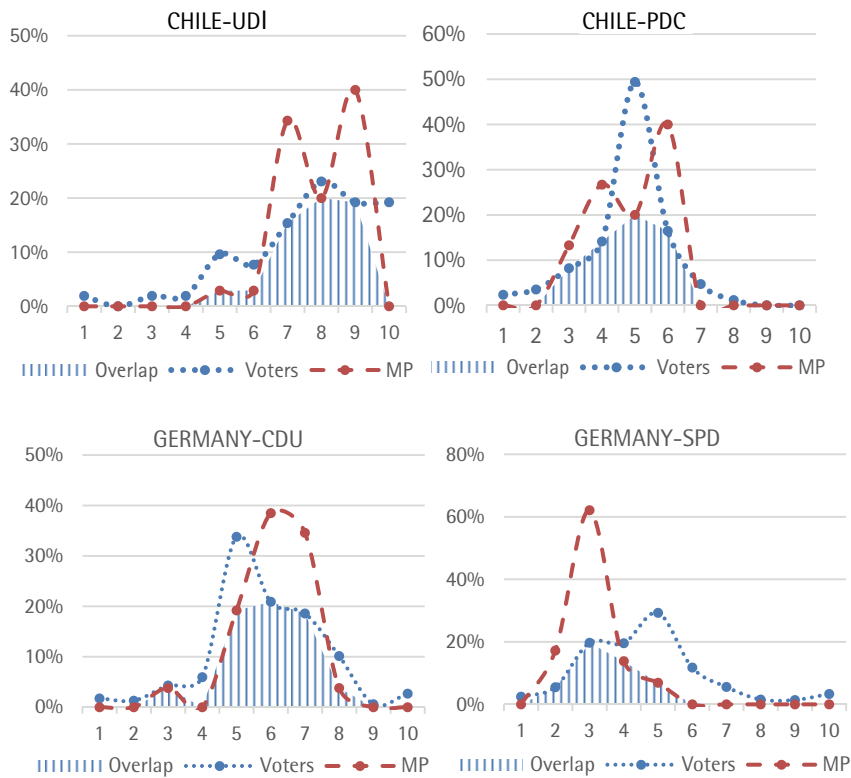 CHILE-UDI
50%
40%
30%
20%
10%
0%
1 2 3 4 5 6 7 8 9 10
Overlap Voters MP
CHILE-PDC
60%
50%
40%
30%
20%
10%
0%
1 2 3 4 5 6 7 8 9 10
Overlap Voters MP
GERMANY-CDU
50%
40%
30%
20%
10%
0%
1 2 3 4 5 6 7 8 9 10
Overlap Voters MP
GERMANY-SPD
80%
60%
40%
20%
0%
1 2 3 4 5 6 7 8 9 10
Overlap Voters MP